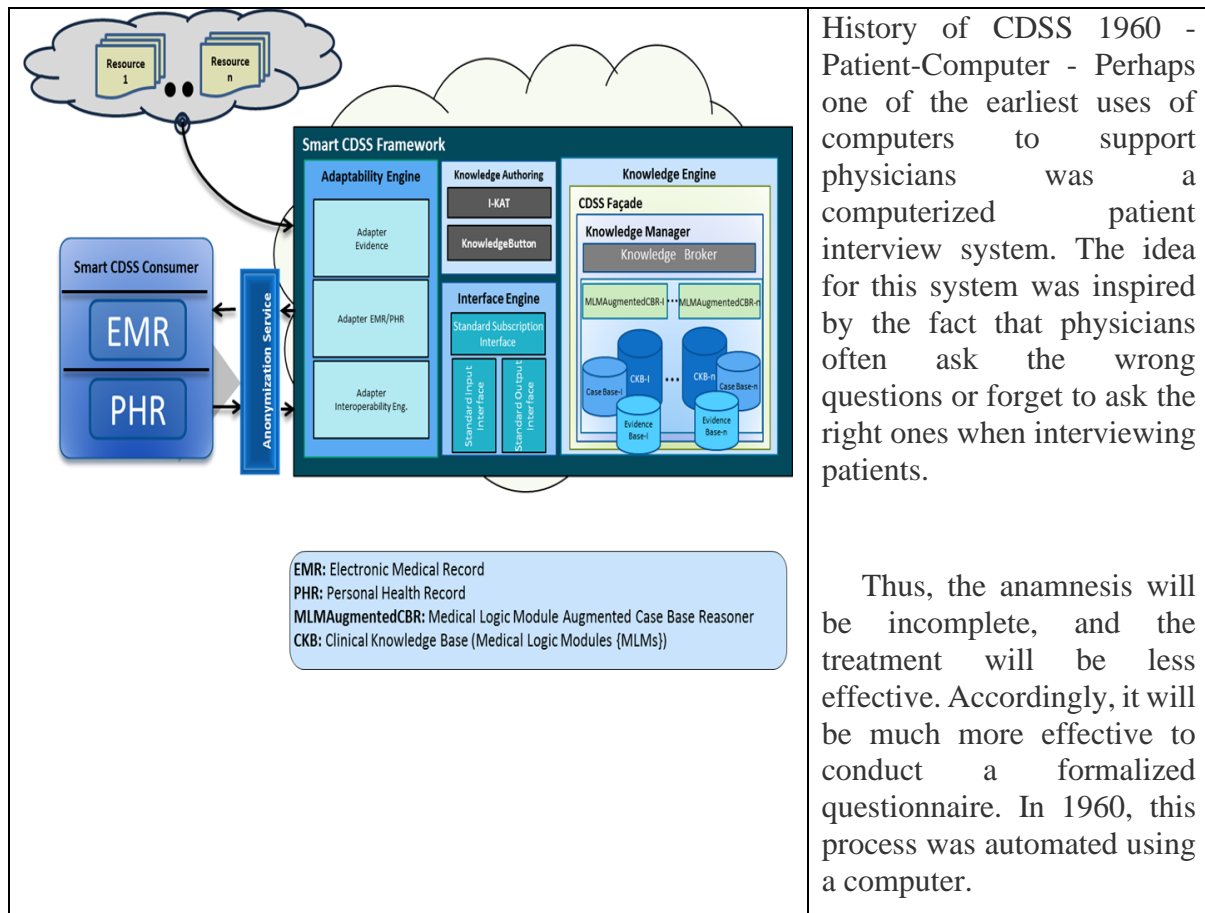 Resource
1
Resource
n
Smart CDSS Framework
Adaptability Engine
Adapter
Evidence
Adapter EMR/PHR
Adapter
Interoperability Eng.
Knowledge Authoring
I-KAT
KnowledgeButton
Interface Engine
Standard Subscription
Interface
Standard Input
Interface
Standard Output
Interface
Knowledge Engine
CDSS Façade
Knowledge Manager
Knowledge Broker
MLMAugmentedCBR-I
...
MLMAugmentedCBR-n
Case Base-i
CKB-I
...
CKB-n
Case Base-n
Evidence
Base-i
Evidence
Base-n
Smart CDSS Consumer
EMR
PHR
Anonymization Service
EMR: Electronic Medical Record
PHR: Personal Health Record
MLMAugmentedCBR: Medical Logic Module Augmented Case Base Reasoner
CKB: Clinical Knowledge Base (Medical Logic Modules {MLMs})
History of CDSS 1960 -
Patient-Computer - Perhaps
one of the earliest uses of
computers to support
physicians was a
computerized patient
interview system. The idea
for this system was inspired
by the fact that physicians
often ask the wrong
questions or forget to ask the
right ones when interviewing
patients.
Thus, the anamnesis will
be incomplete, and the
treatment will be less
effective. Accordingly, it will
be much more effective to
conduct a formalized
questionnaire. In 1960, this
process was automated using
a computer.